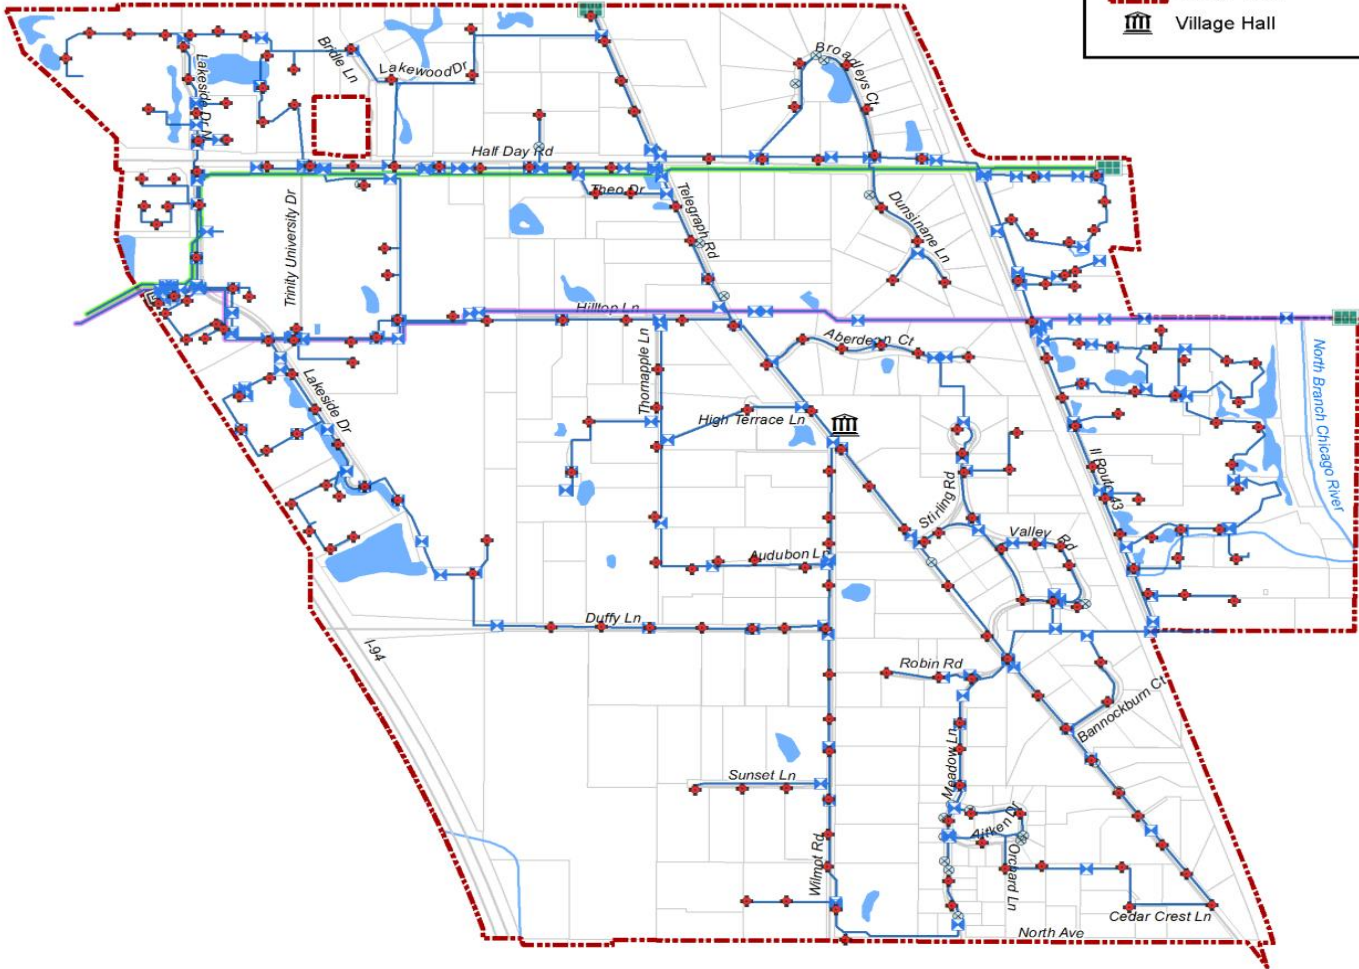 Village Hall
Bridle Ln
Lakewood Dr
Broadleys Ct
Lakeside Dr N
Half Day Rd
Theo Dr
Telegraph Rd
Dunsinane Ln
Trinity University Dr
Hilltop Ln
Aberdeen Ct
Thornapple Ln
Lakeside Dr
High Terrace Ln
North Branch Chicago River
Il Route 43
Stirling Rd
Valley Rd
Audubon Ln
Duffy Ln
I-94
Robin Rd
Bannockburn Ct
Meadow Ln
Sunset Ln
Aitken Dr
Wilmot Rd
Orchard Ln
Cedar Crest Ln
North Ave